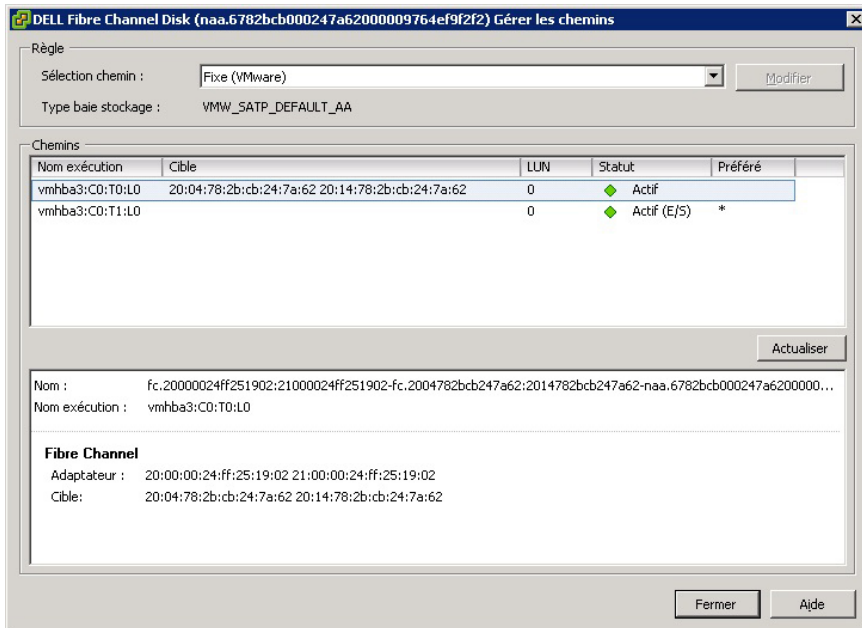 DELL Fibre Channel Disk (naa.6782bcb000247a62000009764ef9f2f2) Gérer les chemins
Règle
Sélection chemin : Fixe (VMware) Modifier
Type baie stockage : VMW_SATP_DEFAULT_AA
Chemins
Nom exécution Cible LUN Statut Préféré
vmhba3:C0:T0:L0 20:04:78:2b:cb:24:7a:62 20:14:78:2b:cb:24:7a:62 0 Actif
vmhba3:C0:T1:L0 0 Actif (E/S) *
Actualiser
Nom : fc.20000024ff251902:21000024ff251902-fc.2004782bcb247a62:2014782bcb247a62-naa.6782bcb000247a6200000...
Nom exécution : vmhba3:C0:T0:L0
Fibre Channel
Adaptateur : 20:00:00:24:ff:25:19:02 21:00:00:24:ff:25:19:02
Cible: 20:04:78:2b:cb:24:7a:62 20:14:78:2b:cb:24:7a:62
Fermer Aide